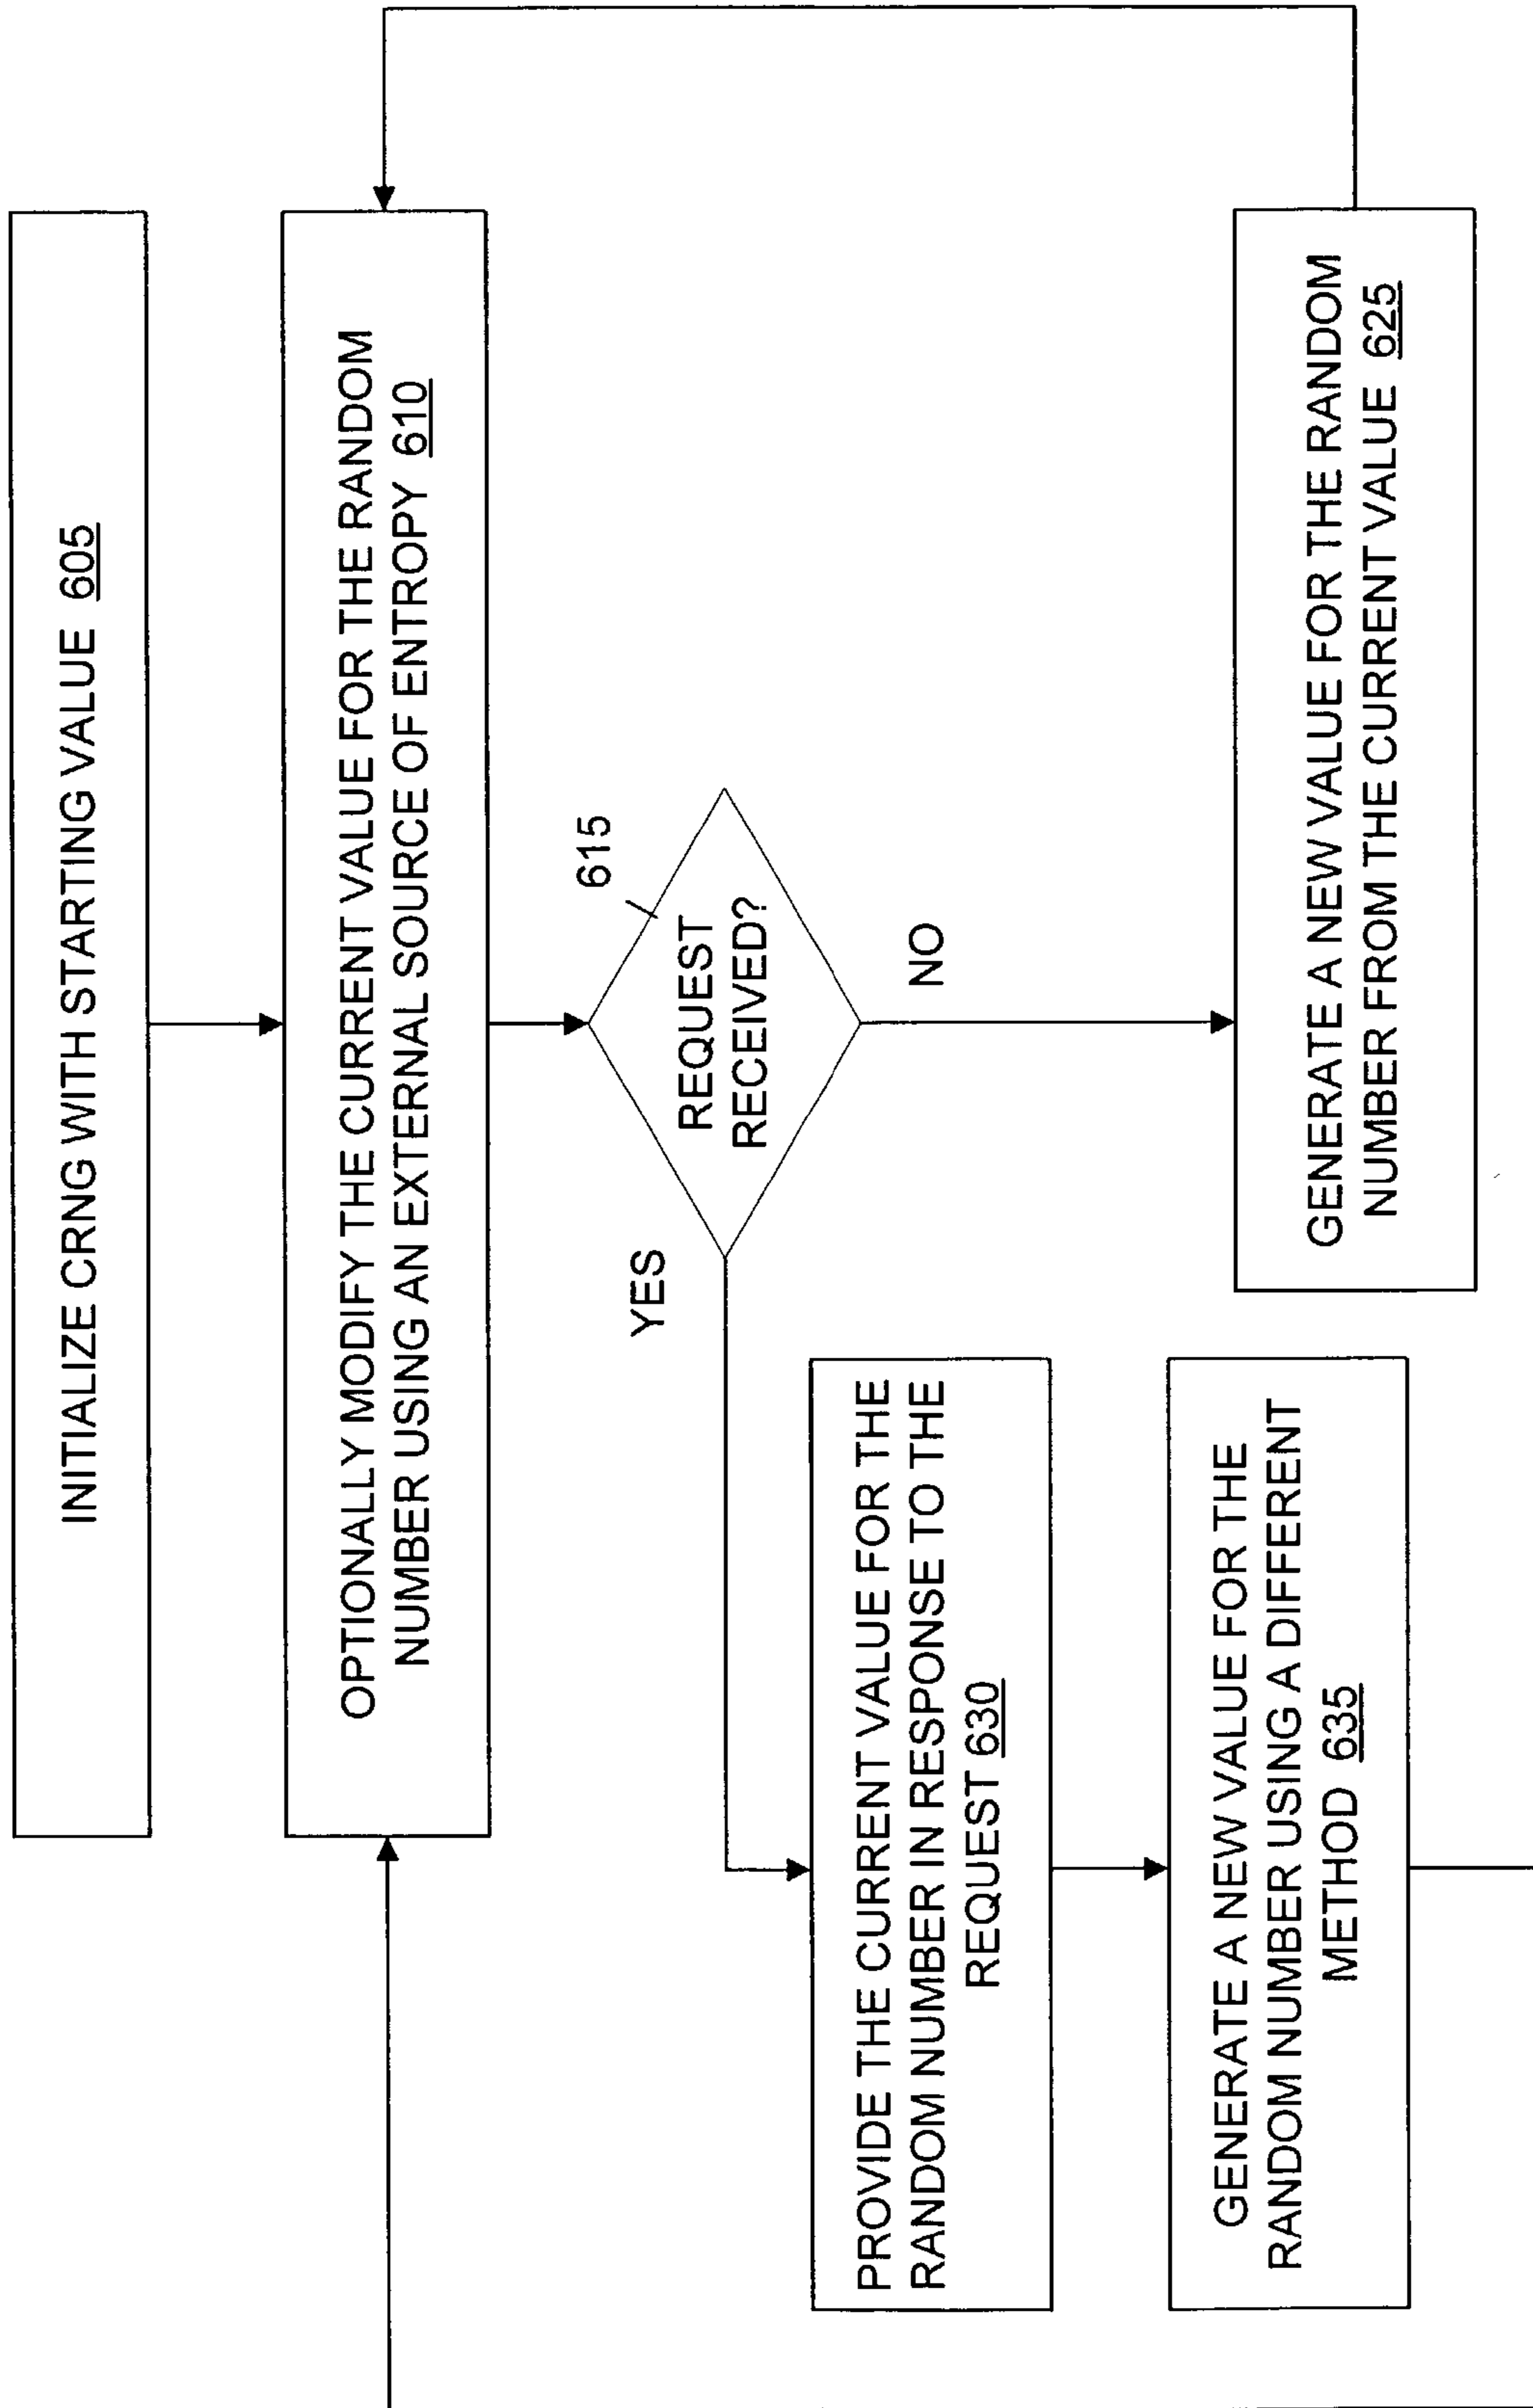 INITIALIZE CRNG WITH STARTING VALUE 605
OPTIONALLY MODIFY THE CURRENT VALUE FOR THE RANDOM
NUMBER USING AN EXTERNAL SOURCE OF ENTROPY 610
615
REQUEST
RECEIVED?
YES
NO
PROVIDE THE CURRENT VALUE FOR THE
RANDOM NUMBER IN RESPONSE TO THE
REQUEST 630
GENERATE A NEW VALUE FOR THE
RANDOM NUMBER USING A DIFFERENT
METHOD 635
GENERATE A NEW VALUE FOR THE RANDOM
NUMBER FROM THE CURRENT VALUE 625